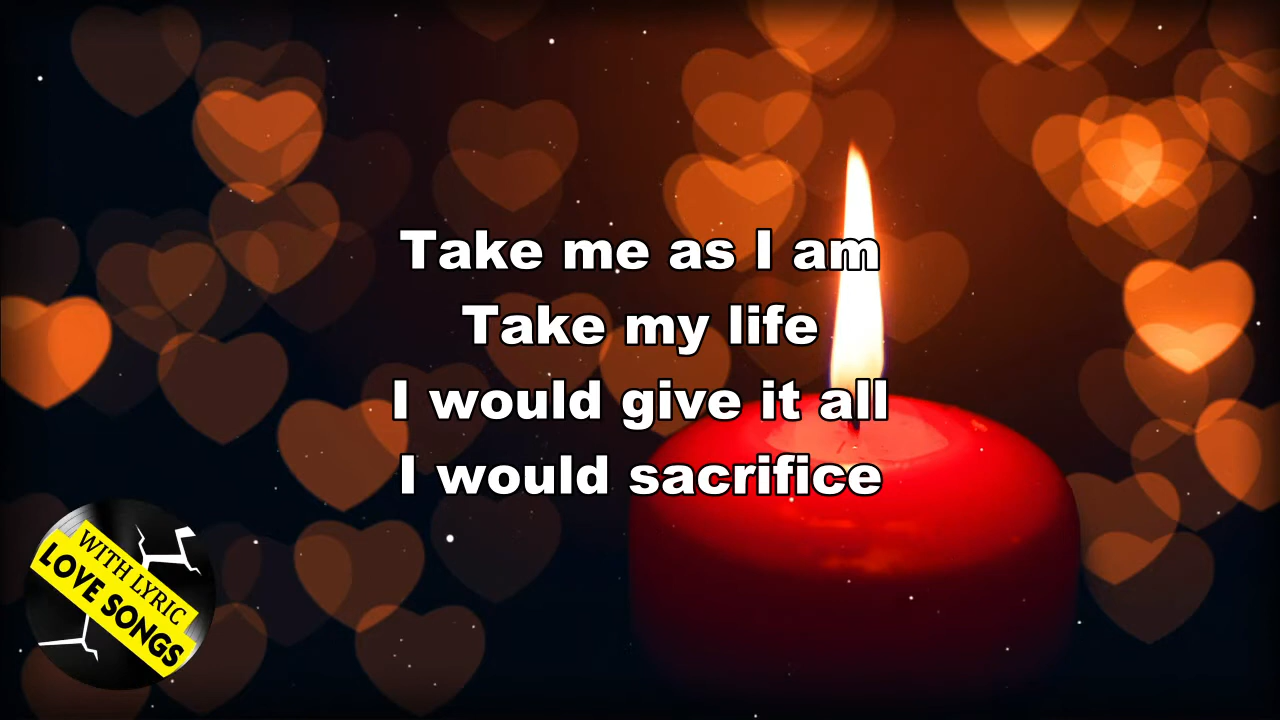 Take me as I am
Take my life
I would give it all
I would sacrifice
WITH LYRIC
LOVE SONGS